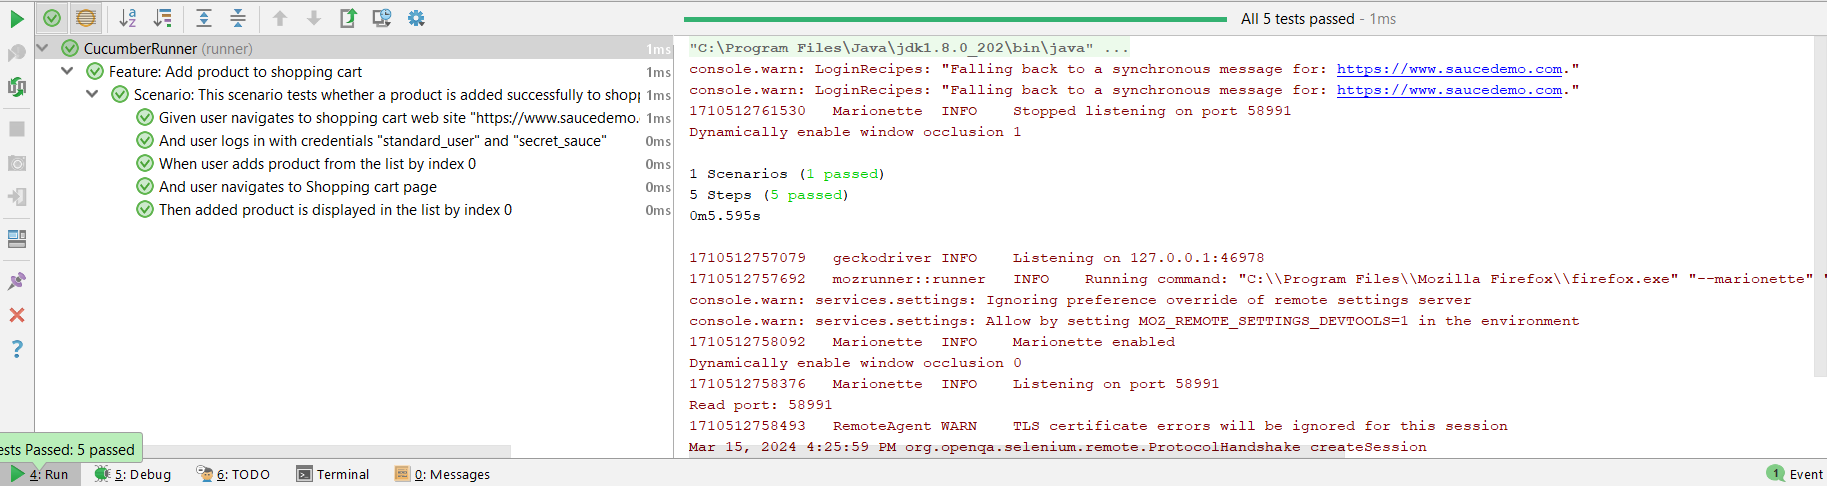 All 5 tests passed - 1ms
CucumberRunner (runner) 1ms
Feature: Add product to shopping cart 1ms
Scenario: This scenario tests whether a product is added successfully to shop 1ms
Given user navigates to shopping cart web site "https://www.saucedemo. 1ms
And user logs in with credentials "standard_user" and "secret_sauce" 0ms
When user adds product from the list by index 0 0ms
And user navigates to Shopping cart page 0ms
Then added product is displayed in the list by index 0 0ms
"C:\Program Files\Java\jdk1.8.0_202\bin\java" ...
console.warn: LoginRecipes: "Falling back to a synchronous message for: https://www.saucedemo.com."
console.warn: LoginRecipes: "Falling back to a synchronous message for: https://www.saucedemo.com."
1710512761530 Marionette INFO Stopped listening on port 58991
Dynamically enable window occlusion 1
1 Scenarios (1 passed)
5 Steps (5 passed)
0m5.595s
1710512757079 geckodriver INFO Listening on 127.0.0.1:46978
1710512757692 mozrunner::runner INFO Running command: "C:\\Program Files\\Mozilla Firefox\\firefox.exe" "--marionette" "
console.warn: services.settings: Ignoring preference override of remote settings server
console.warn: services.settings: Allow by setting MOZ_REMOTE_SETTINGS_DEVTOOLS=1 in the environment
1710512758092 Marionette INFO Marionette enabled
Dynamically enable window occlusion 0
1710512758376 Marionette INFO Listening on port 58991
Read port: 58991
1710512758493 RemoteAgent WARN TLS certificate errors will be ignored for this session
Mar 15, 2024 4:25:59 PM org.openqa.selenium.remote.ProtocolHandshake createSession
ests Passed: 5 passed
4: Run 5: Debug 6: TODO Terminal 0: Messages 1 Event